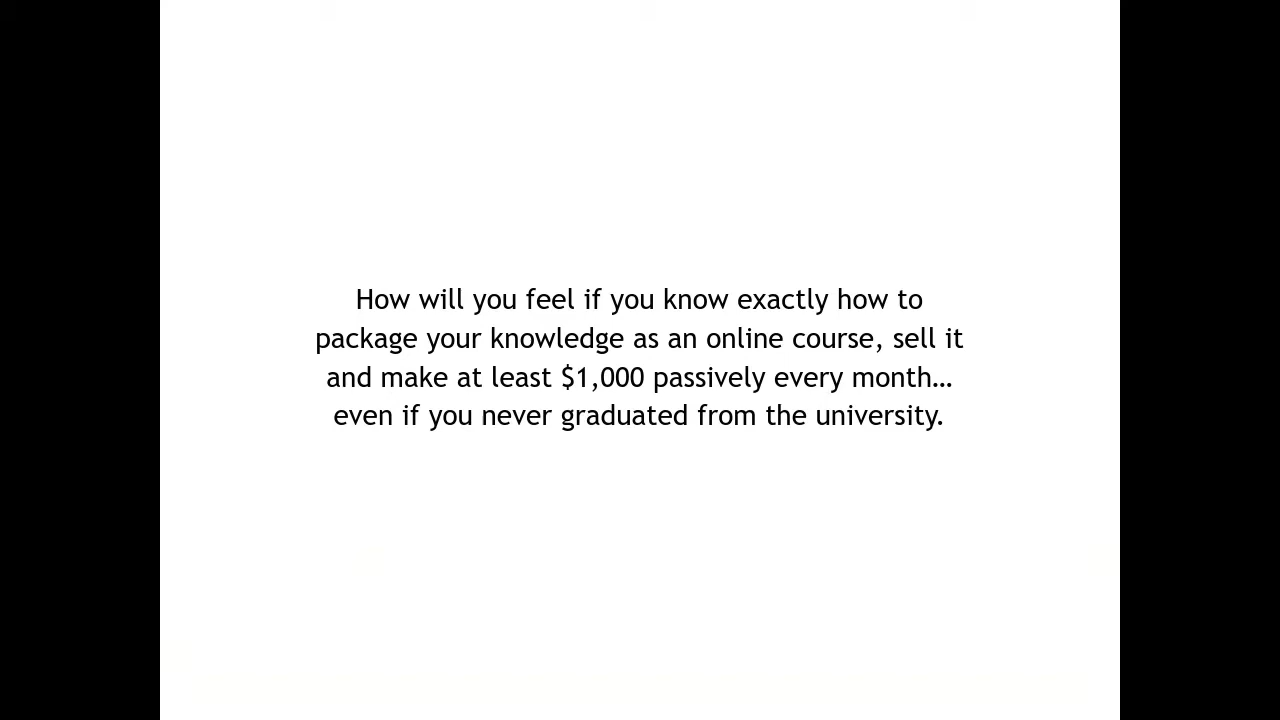 How will you feel if you know exactly how to
package your knowledge as an online course, sell it
and make at least $1,000 passively every month…
even if you never graduated from the university.